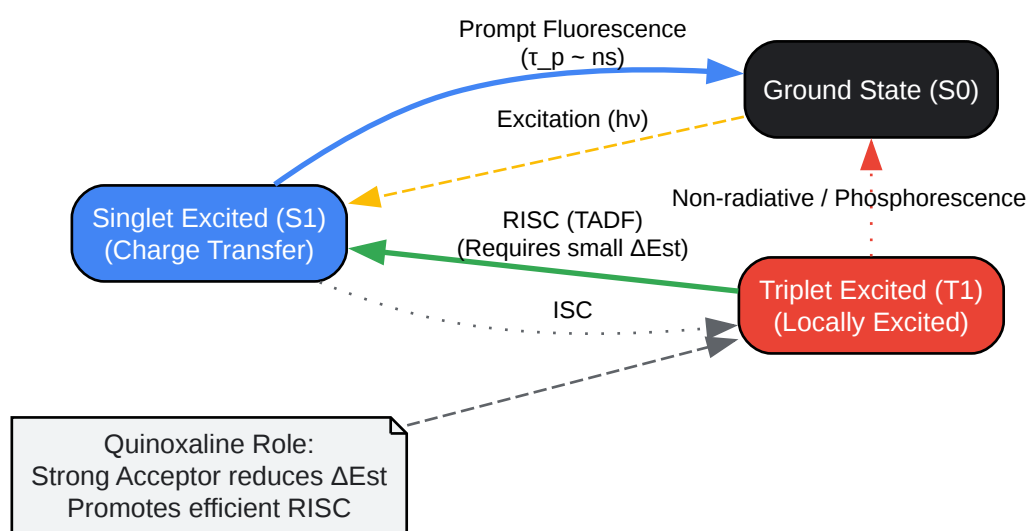 Prompt Fluorescence
(τ_p ~ ns)
Ground State (S0)
Excitation (hν)
Non-radiative / Phosphorescence
Singlet Excited (S1)
(Charge Transfer)
RISC (TADF)
(Requires small ΔEst)
Triplet Excited (T1)
(Locally Excited)
ISC
Quinoxaline Role:
Strong Acceptor reduces ΔEst
Promotes efficient RISC